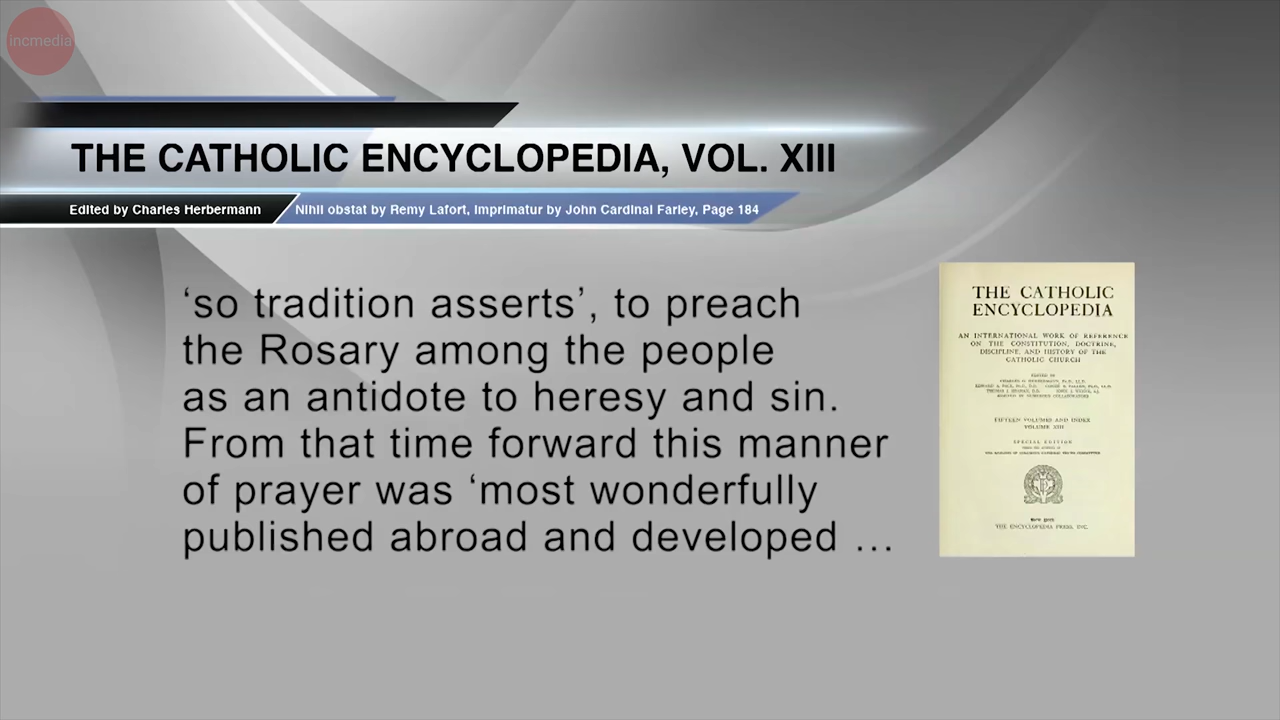 incmedia
THE CATHOLIC ENCYCLOPEDIA, VOL. XIII
Edited by Charles Herbermann
Nihil obstat by Remy Lafort, Imprimatur by John Cardinal Farley, Page 184
‘so tradition asserts’, to preach
the Rosary among the people
as an antidote to heresy and sin.
From that time forward this manner
of prayer was ‘most wonderfully
published abroad and developed ...
THE CATHOLIC
ENCYCLOPEDIA
AN INTERNATIONAL WORK OF REFERENCE
ON THE CONSTITUTION, DOCTRINE,
DISCIPLINE, AND HISTORY OF THE
CATHOLIC CHURCH
EDITED BY
FIFTEEN VOLUMES AND INDEX
VOLUME XIII
SPECIAL EDITION
THE ENCYCLOPEDIA PRESS, INC.